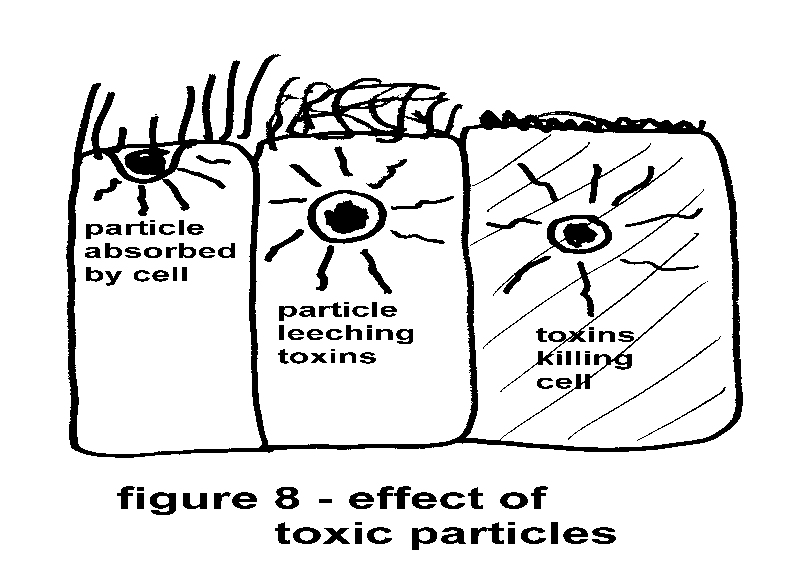 particle
absorbed
by cell
particle
leeching
toxins
toxins
killing
cell
figure 8 - effect of
toxic particles